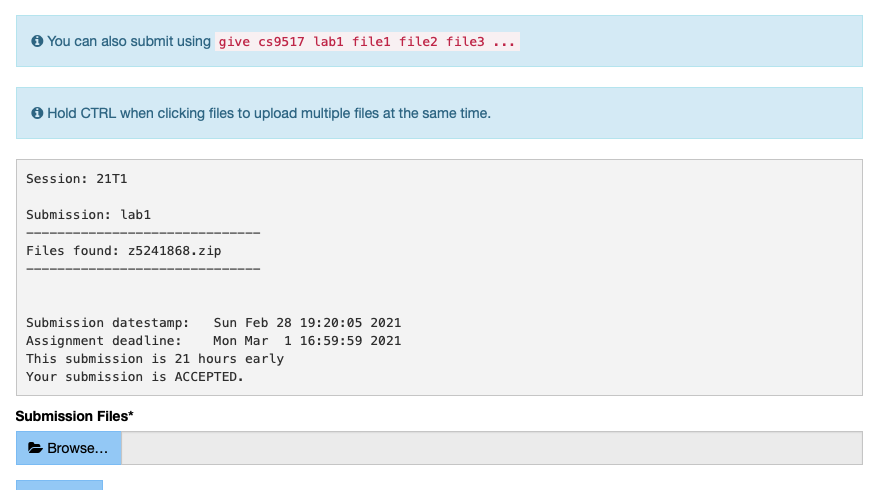 You can also submit using give cs9517 lab1 file1 file2 file3 ...
Hold CTRL when clicking files to upload multiple files at the same time.
Session: 21T1
Submission: lab1
------------------------------
Files found: z5241868.zip
------------------------------
Submission datestamp:   Sun Feb 28 19:20:05 2021
Assignment deadline:    Mon Mar  1 16:59:59 2021
This submission is 21 hours early
Your submission is ACCEPTED.
Submission Files*
Browse...